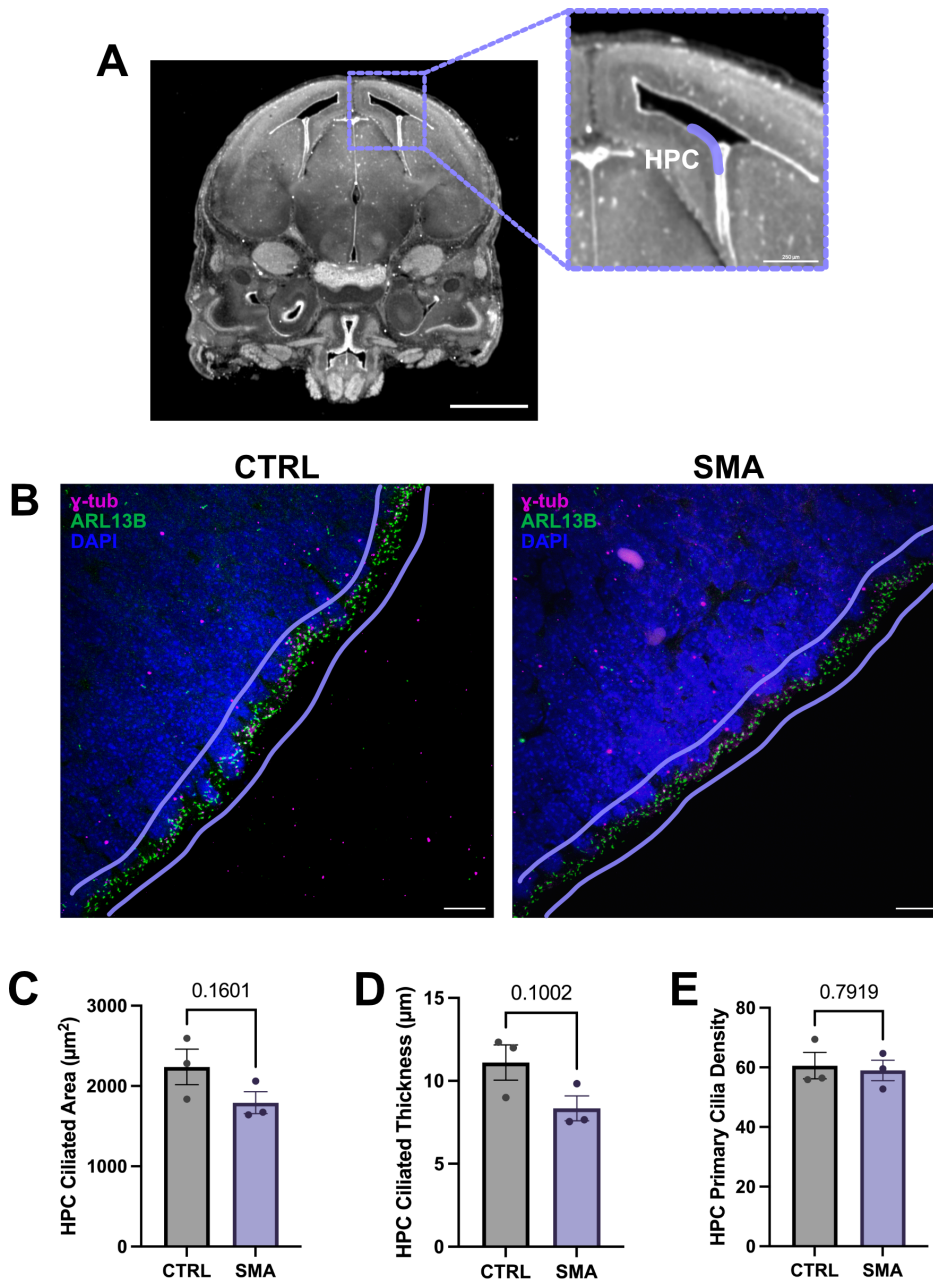 A
HPC
250 µm
CTRL
SMA
B
γ-tub
ARL13B
DAPI
γ-tub
ARL13B
DAPI
C
0.1601
HPC Ciliated Area (µm²)
3000
2000
1000
0
CTRL
SMA
D
0.1002
HPC Ciliated Thickness (µm)
15
10
5
0
CTRL
SMA
E
0.7919
HPC Primary Cilia Density
80
60
40
20
0
CTRL
SMA